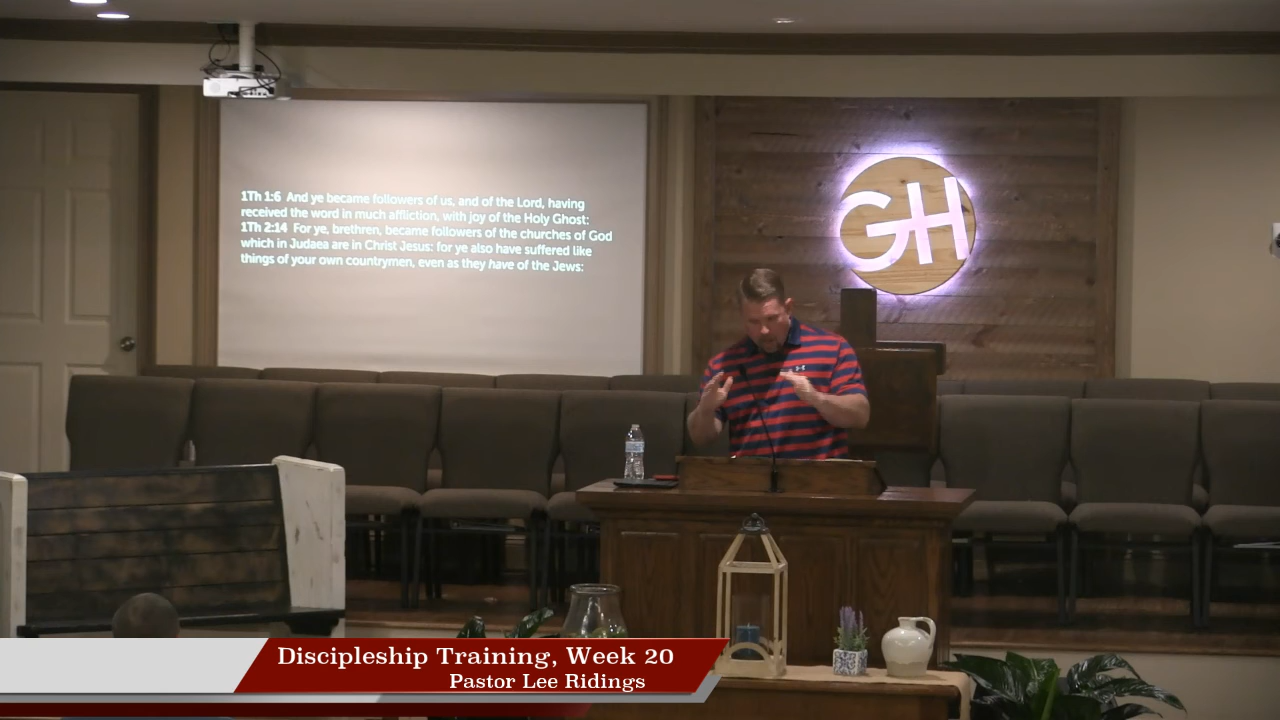 1Th 1:6 And ye became followers of us, and of the Lord, having
received the word in much affliction, with joy of the Holy Ghost:
1Th 2:14 For ye, brethren, became followers of the churches of God
which in Judaea are in Christ Jesus: for ye also have suffered like
things of your own countrymen, even as they have of the Jews:
GH
Discipleship Training, Week 20
Pastor Lee Ridings